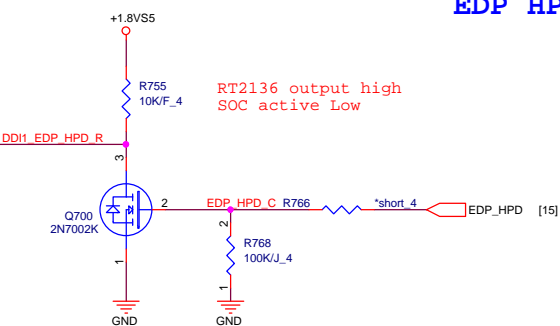 EDP HP
+1.8VS5
R755
10K/F_4
RT2136 output high
SOC active Low
DDI1_EDP_HPD_R
3
Q700
2N7002K
2
EDP_HPD_C
R766
*short_4
EDP_HPD
[15]
2
R768
100K/J_4
1
1
GND
GND